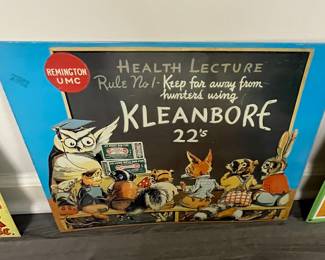 REMINGTON
UMC
HEALTH LECTURE
Rule No 1 - Keep far away from
hunters using
KLEANBORE
22's